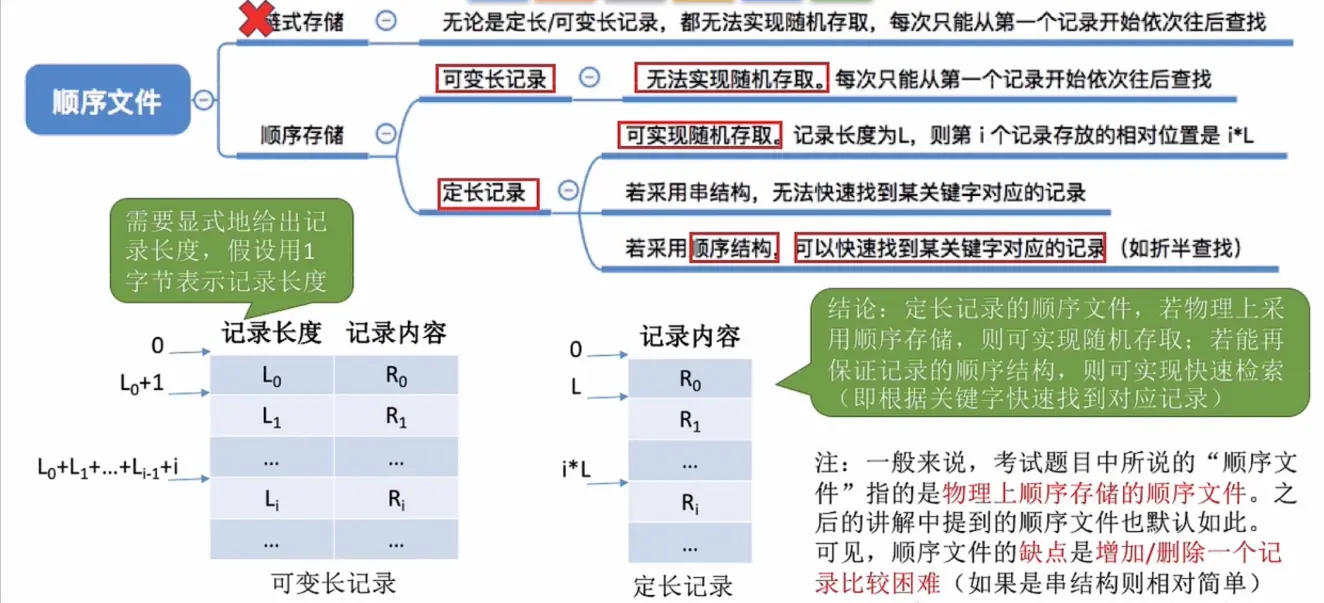 链式存储
无论是定长/可变长记录，都无法实现随机存取，每次只能从第一个记录开始依次往后查找
顺序文件
可变长记录
无法实现随机存取。每次只能从第一个记录开始依次往后查找
顺序存储
可实现随机存取。记录长度为L，则第 i 个记录存放的相对位置是 i*L
定长记录
若采用串结构，无法快速找到某关键字对应的记录
若采用顺序结构，可以快速找到某关键字对应的记录（如折半查找）
需要显式地给出记
录长度，假设用1
字节表示记录长度
记录长度 记录内容
0
L0 R0
L0+1
L1 R1
... ...
L0+L1+...+Li-1+i
Li Ri
... ...
可变长记录
记录内容
0
R0
L
R1
...
i*L
Ri
...
定长记录
结论：定长记录的顺序文件，若物理上采
用顺序存储，则可实现随机存取；若能再
保证记录的顺序结构，则可实现快速检索
（即根据关键字快速找到对应记录）
注：一般来说，考试题目中所说的“顺序文
件”指的是物理上顺序存储的顺序文件。之
后的讲解中提到的顺序文件也默认如此。
可见，顺序文件的缺点是增加/删除一个记
录比较困难（如果是串结构则相对简单）